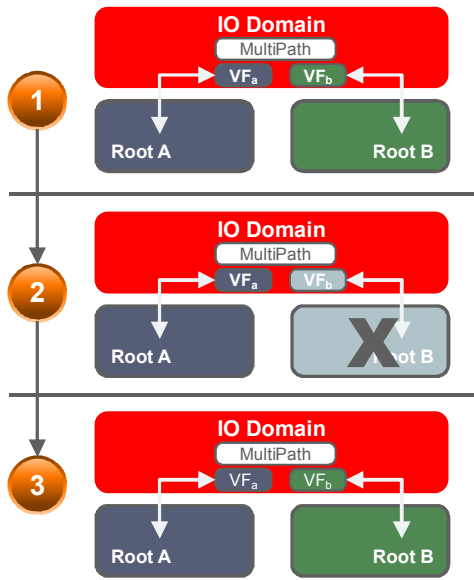 IO Domain
MultiPath
VFa VFb
1
Root A Root B
IO Domain
MultiPath
VFa VFb
2
Root A X Root B
IO Domain
MultiPath
VFa VFb
3
Root A Root B